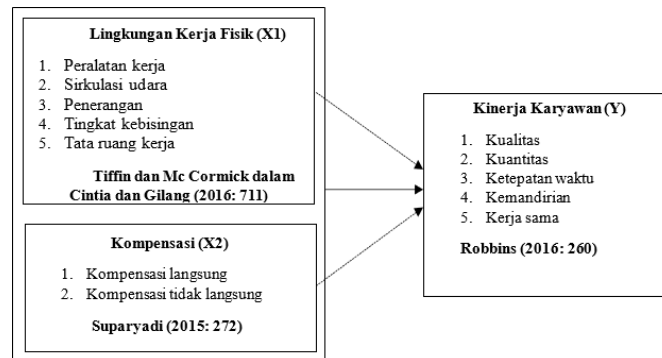 Lingkungan Kerja Fisik (X1)
1. Peralatan kerja
2. Sirkulasi udara
3. Penerangan
4. Tingkat kebisingan
5. Tata ruang kerja
Tiffin dan Mc Cormick dalam
Cintia dan Gilang (2016: 711)
Kompensasi (X2)
1. Kompensasi langsung
2. Kompensasi tidak langsung
Suparyadi (2015: 272)
Kinerja Karyawan (Y)
1. Kualitas
2. Kuantitas
3. Ketepatan waktu
4. Kemandirian
5. Kerja sama
Robbins (2016: 260)